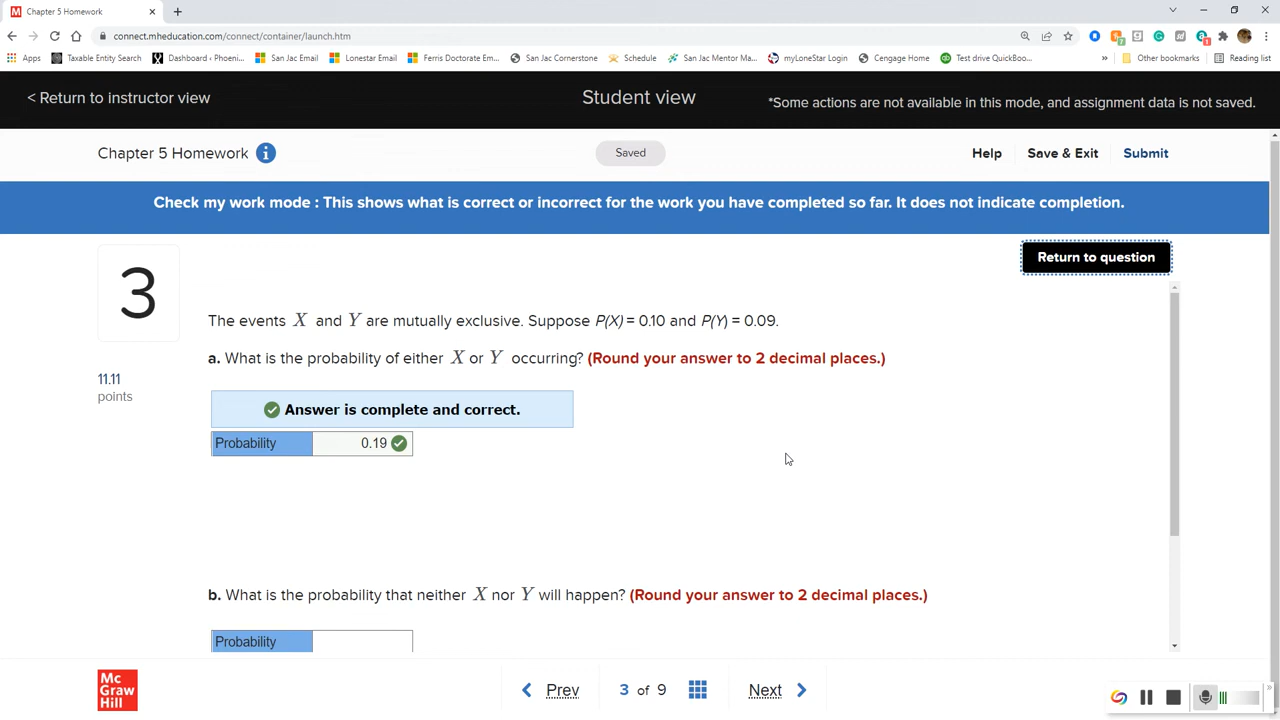 Chapter 5 Homework
connect.mheducation.com/connect/container/launch.htm
Apps Taxable Entity Search Dashboard ‹ Phoeni... San Jac Email Lonestar Email Ferris Doctorate Em... San Jac Cornerstone Schedule San Jac Mentor Ma... myLoneStar Login Cengage Home Test drive QuickBoo... » Other bookmarks Reading list
< Return to instructor view
Student view
*Some actions are not available in this mode, and assignment data is not saved.
Chapter 5 Homework
Saved
Help Save & Exit Submit
Check my work mode : This shows what is correct or incorrect for the work you have completed so far. It does not indicate completion.
Return to question
3
11.11
points
The events X and Y are mutually exclusive. Suppose P(X) = 0.10 and P(Y) = 0.09.
a. What is the probability of either X or Y occurring? (Round your answer to 2 decimal places.)
Answer is complete and correct.
Probability 0.19
b. What is the probability that neither X nor Y will happen? (Round your answer to 2 decimal places.)
Probability
Mc
Graw
Hill
Prev 3 of 9 Next